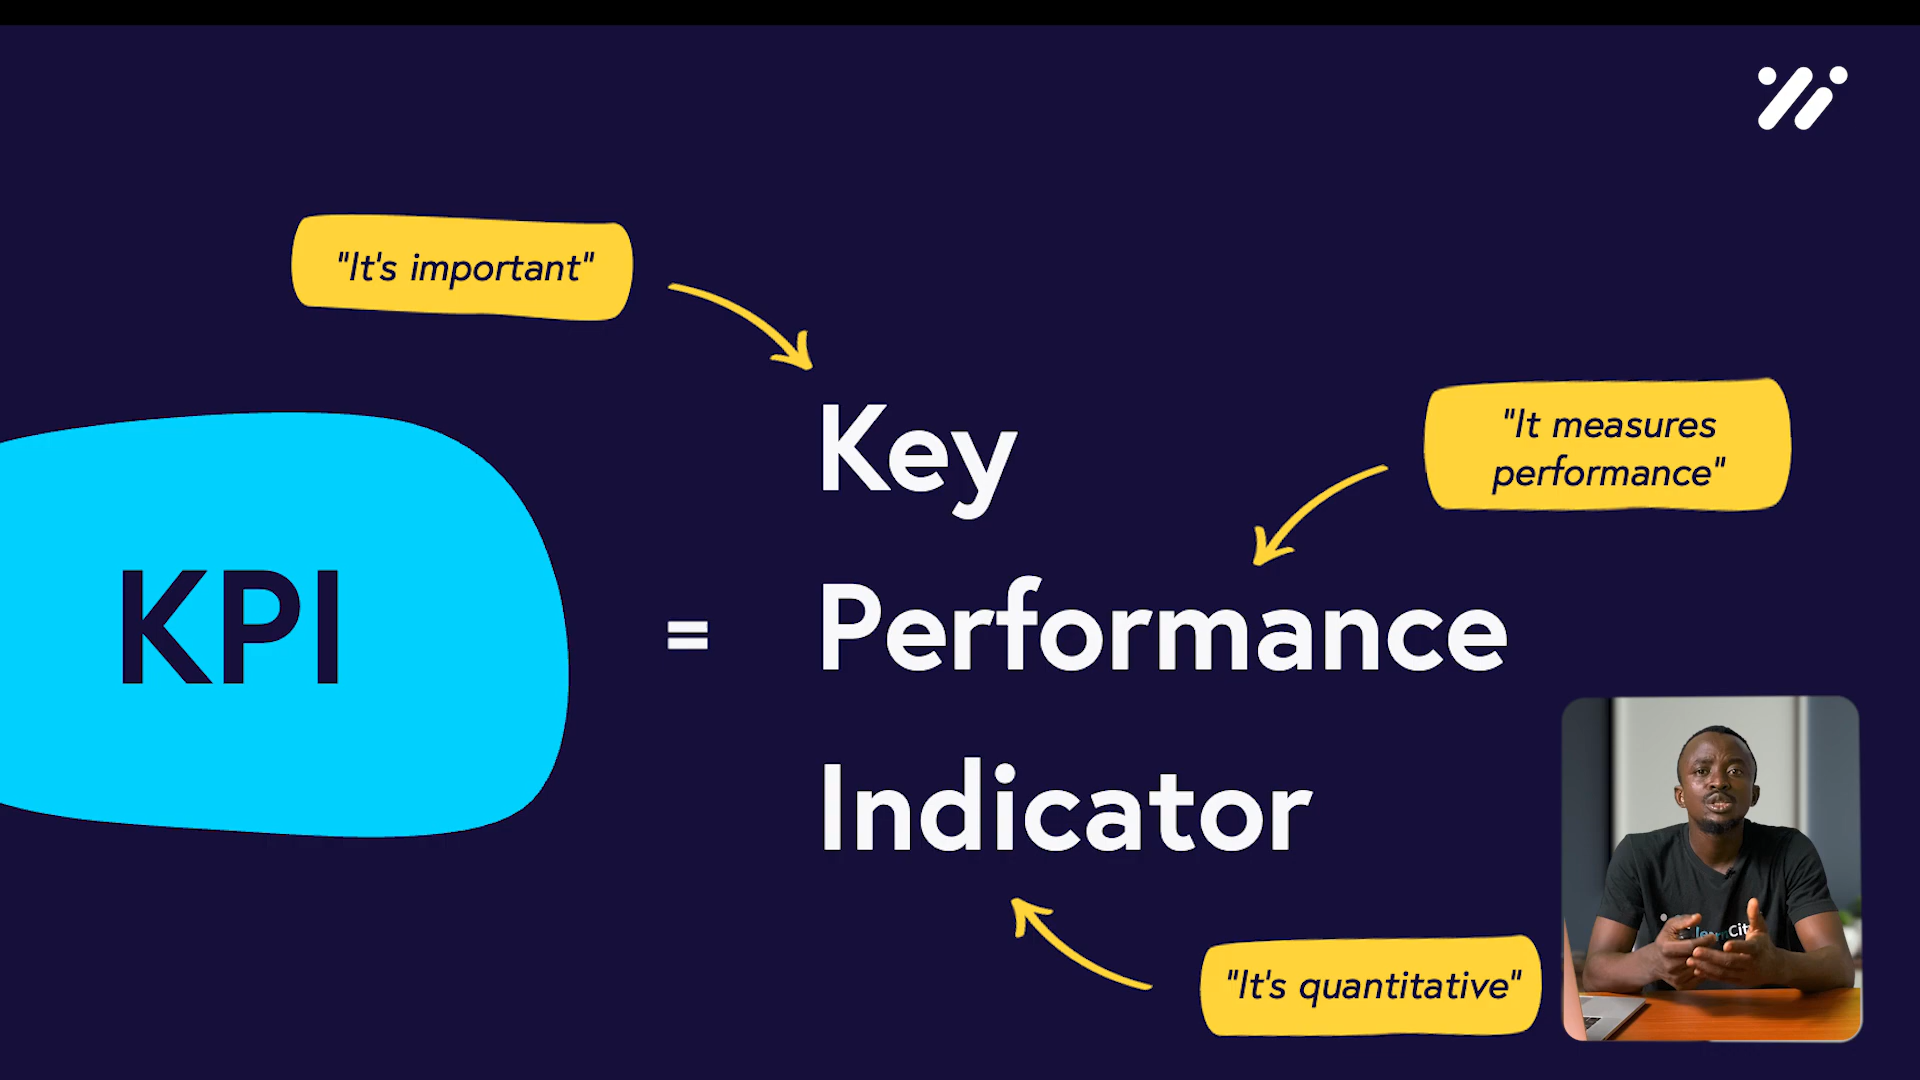 "It's important"
Key
"It measures
performance"
KPI
=
Performance
Indicator
"It's quantitative"